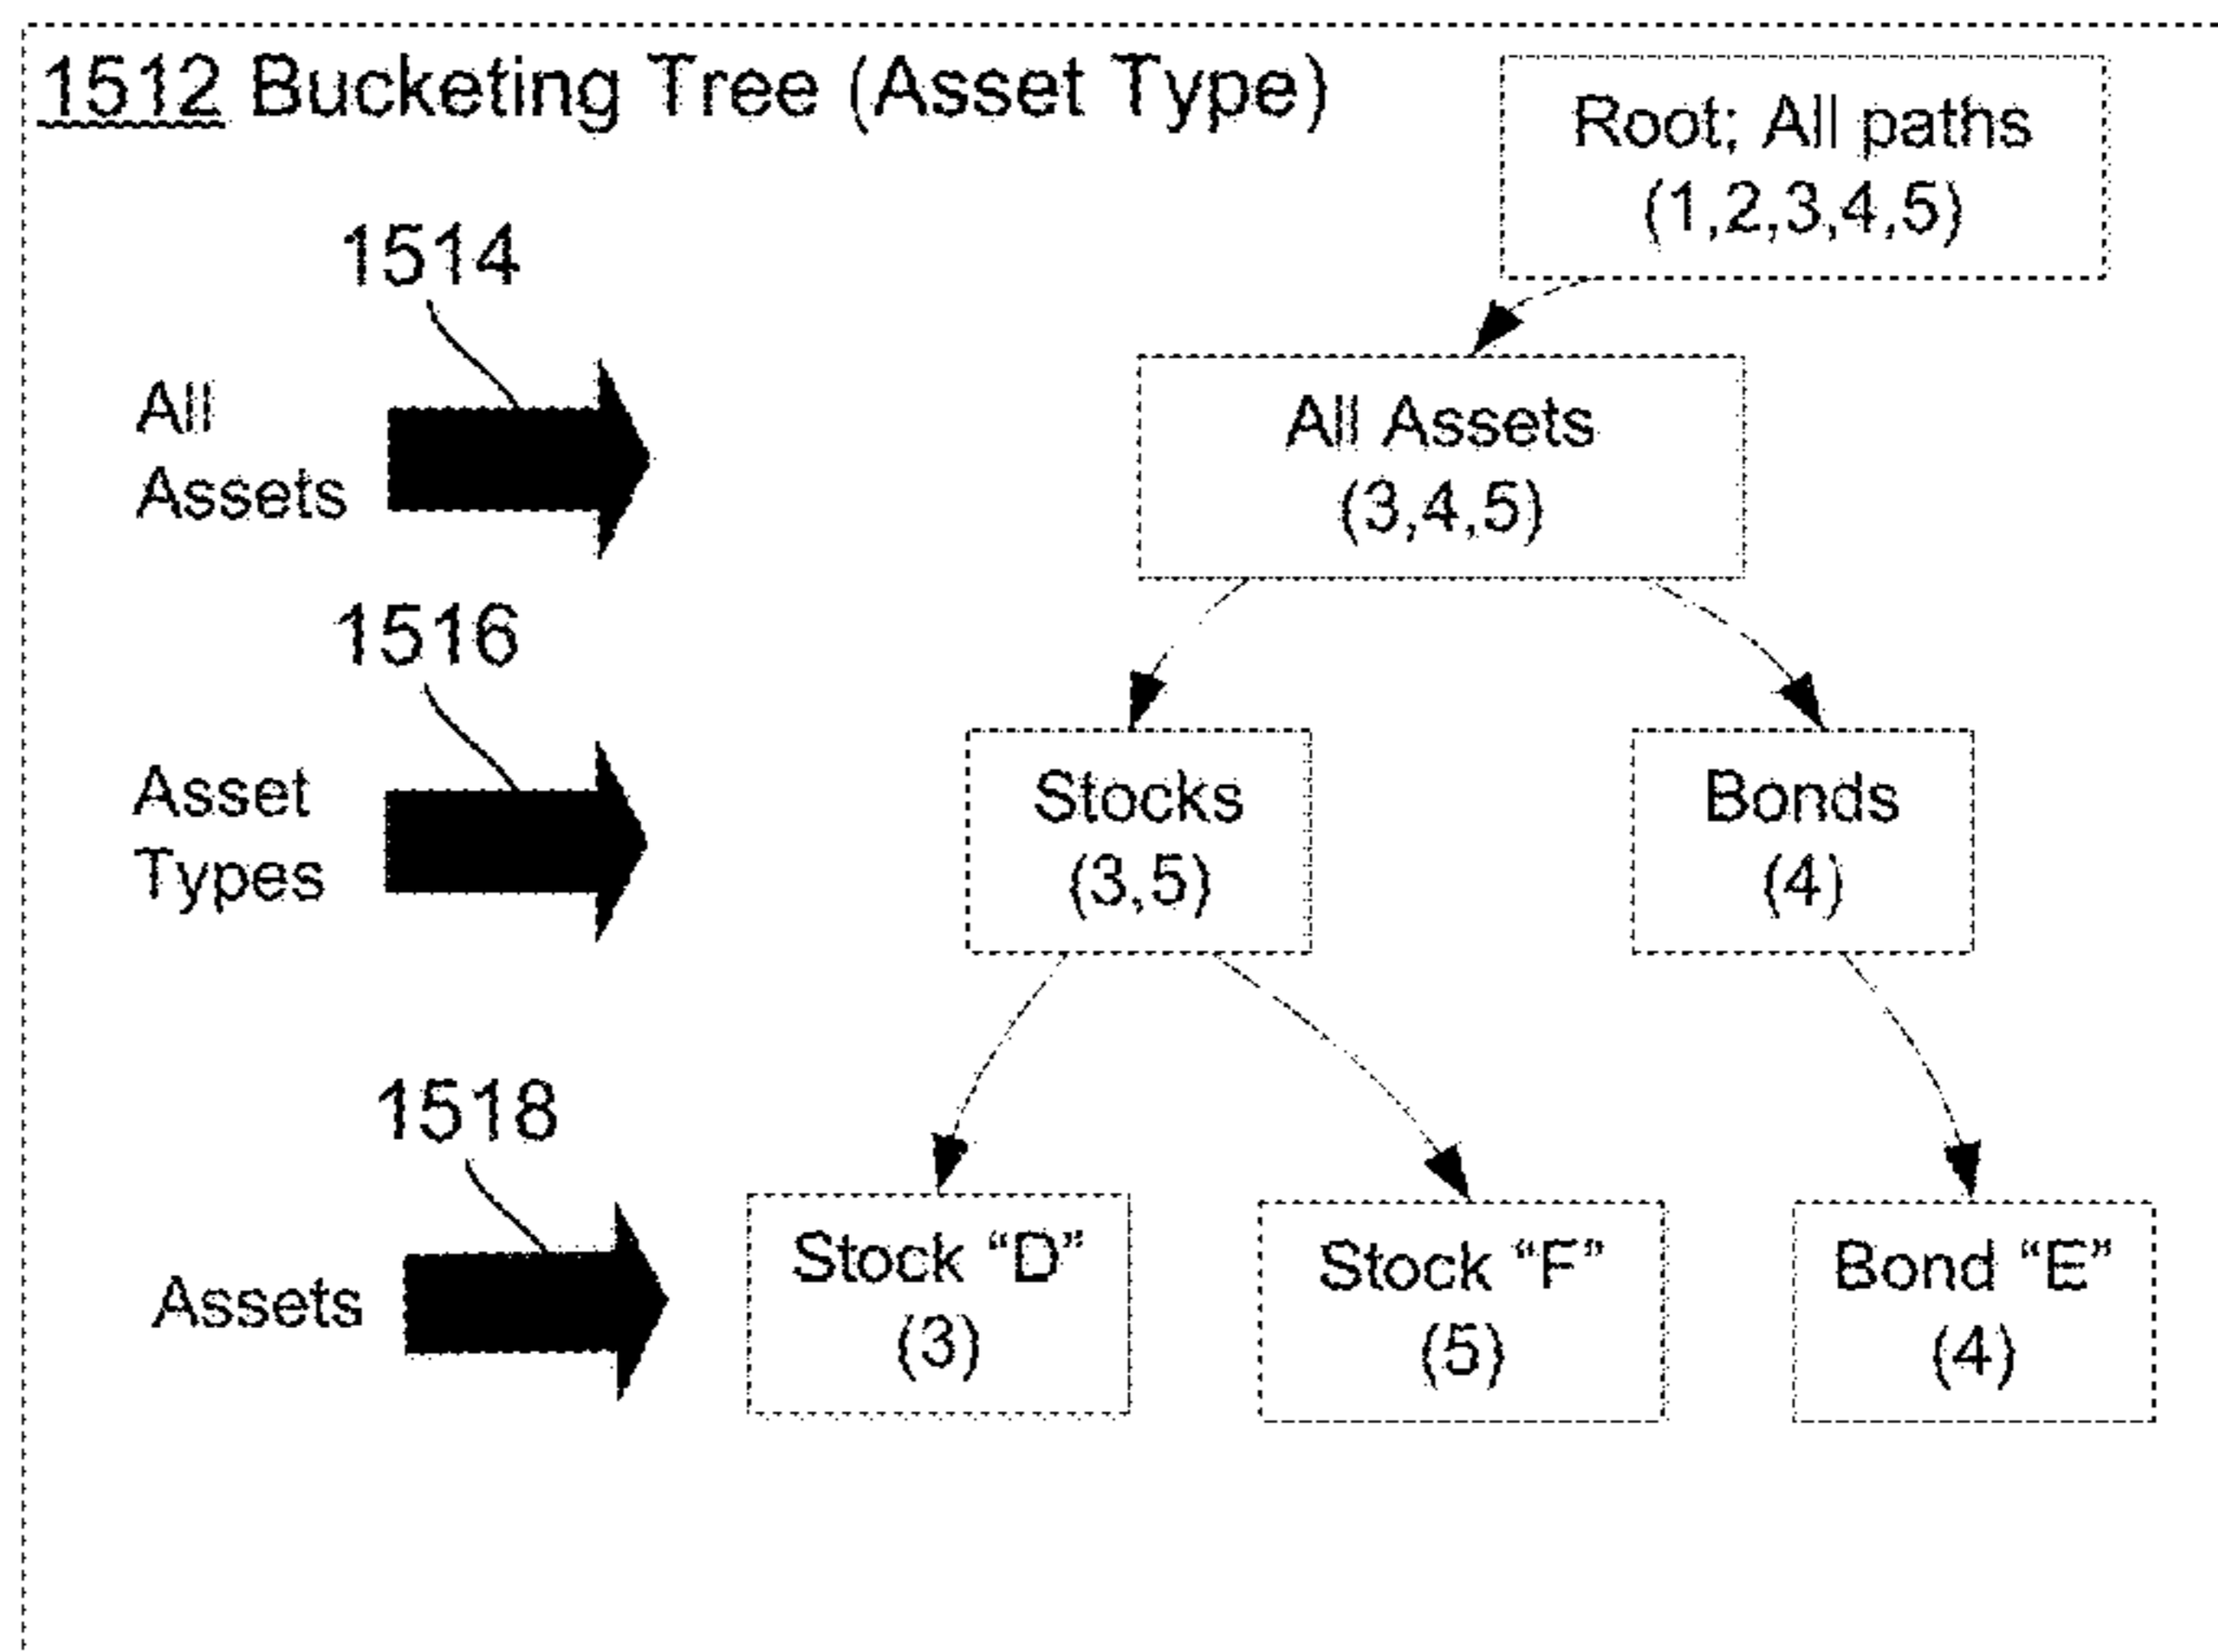 1512 Bucketing Tree (Asset Type)
Root; All paths
(1,2,3,4,5)
1514
All
Assets
All Assets
(3,4,5)
1516
Asset
Types
Stocks
(3,5)
Bonds
(4)
1518
Assets
Stock “D”
(3)
Stock “F”
(5)
Bond “E”
(4)